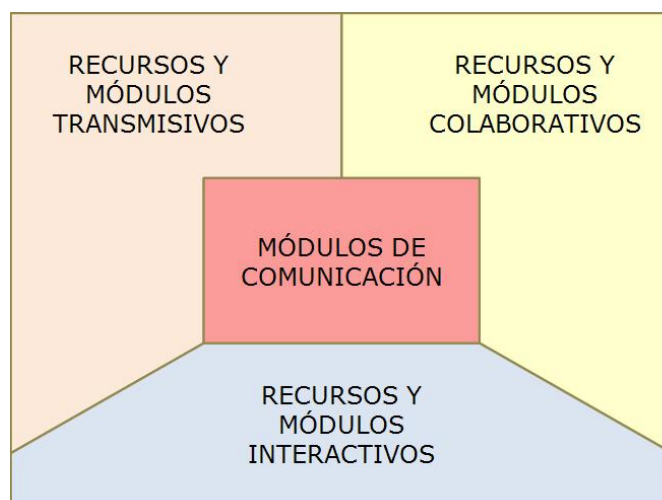 RECURSOS Y
MÓDULOS
TRANSMISIVOS
RECURSOS Y
MÓDULOS
COLABORATIVOS
MÓDULOS DE
COMUNICACIÓN
RECURSOS Y
MÓDULOS
INTERACTIVOS